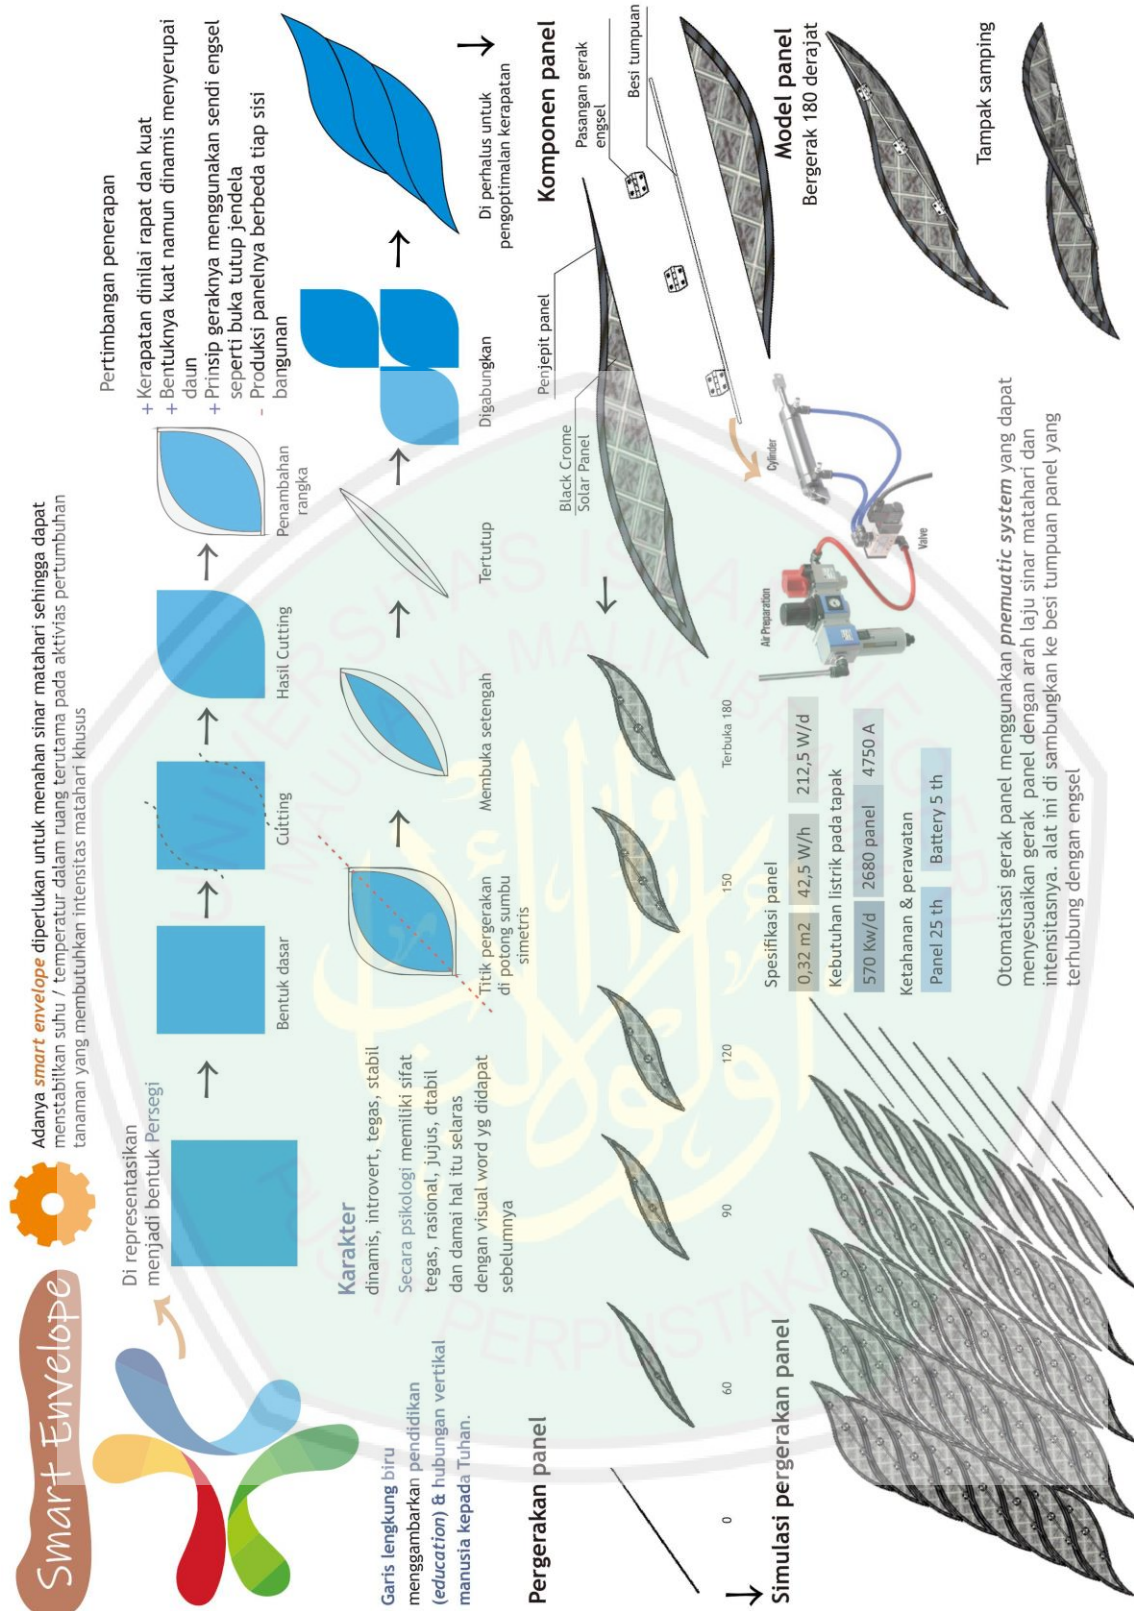 Smart Envelope
Adanya smart envelope diperlukan untuk menahan sinar matahari sehingga dapat
menstabilkan suhu / temperatur dalam ruang terutama pada aktivias pertumbuhan
tanaman yang membutuhkan intensitas matahari khusus
Di representasikan
menjadi bentuk Persegi
Bentuk dasar
Cutting
Hasil Cutting
Penambahan
rangka
Pertimbangan penerapan
+ Kerapatan dinilai rapat dan kuat
+ Bentuknya kuat namun dinamis menyerupai
daun
+ Prinsip geraknya menggunakan sendi engsel
seperti buka tutup jendela
- Produksi panelnya berbeda tiap sisi
bangunan
Garis lengkung biru
menggambarkan pendidikan
(education) & hubungan vertikal
manusia kepada Tuhan.
Karakter
dinamis, introvert, tegas, stabil
Secara psikologi memiliki sifat
tegas, rasional, jujus, dtabil
dan damai hal itu selaras
dengan visual word yg didapat
sebelumnya
Titik pergerakan
di potong sumbu
simetris
Membuka setengah
Tertutup
Digabungkan
Di perhalus untuk
pengoptimalan kerapatan
Pergerakan panel
0
60
90
120
150
Terbuka 180
Komponen panel
Black Crome
Solar Panel
Penjepit panel
Pasangan gerak
engsel
Besi tumpuan
Simulasi pergerakan panel
Spesifikasi panel
0,32 m2 42,5 W/h 212,5 W/d
Kebutuhan listrik pada tapak
570 Kw/d 2680 panel 4750 A
Ketahanan & perawatan
Panel 25 th Battery 5 th
Air Preparation
Valve
Cylinder
Model panel
Bergerak 180 derajat
Tampak samping
Otomatisasi gerak panel menggunakan pnemuatic system yang dapat
menyesuaikan gerak panel dengan arah laju sinar matahari dan
intensitasnya. alat ini di sambungkan ke besi tumpuan panel yang
terhubung dengan engsel
UNIVERSITAS ISLAM NEGERI
MAULANA MALIK IBRAHIM
PUSAT PERPUSTAKAAN